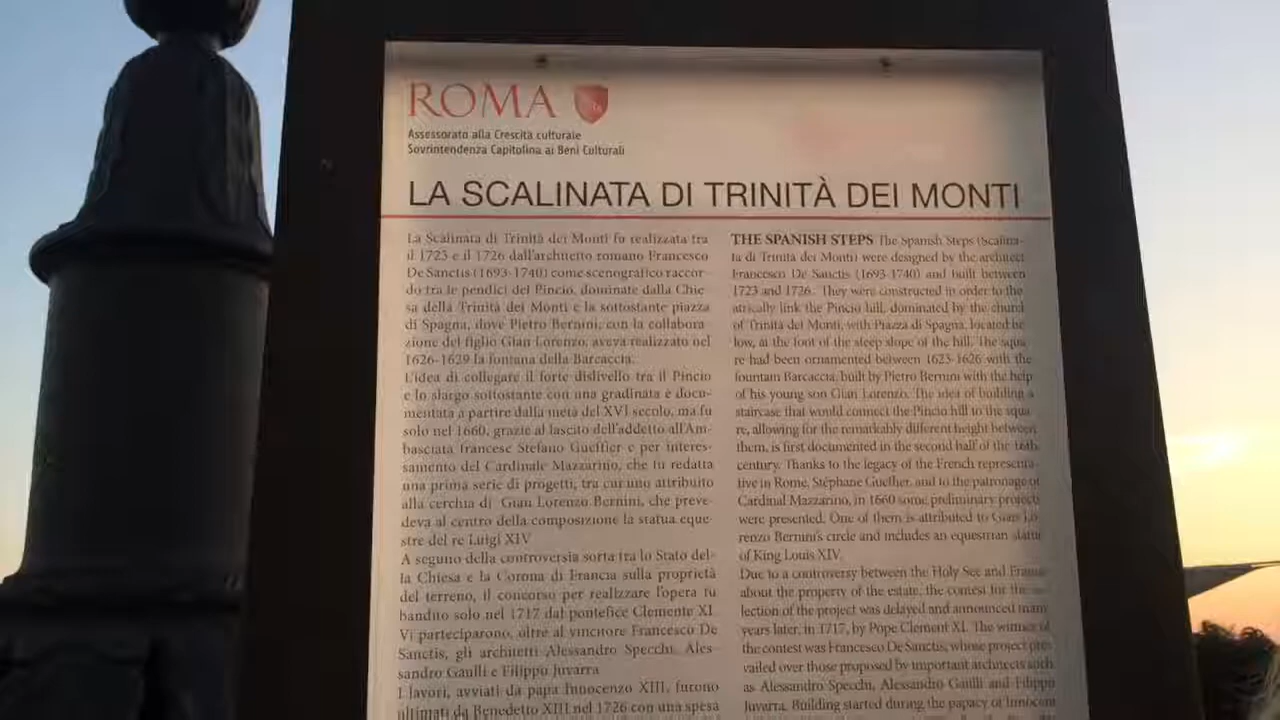 ROMA
Assessorato alla Crescita culturale
Sovrintendenza Capitolina ai Beni Culturali
LA SCALINATA DI TRINITÀ DEI MONTI
La Scalinata di Trinità dei Monti fu realizzata tra
il 1723 e il 1726 dall'architetto romano Francesco
De Sanctis (1693-1740) come scenografico raccor-
do tra le pendici del Pincio, dominate dalla Chie
sa della Trinità dei Monti e la sottostante piazza
di Spagna, dove Pietro Bernini, con la collabora
zione del figlio Gian Lorenzo, aveva realizzato nel
1626-1629 la fontana della Barcaccia.
L'idea di collegare il forte dislivello tra il Pincio
e lo slargo sottostante con una gradinata è docu-
mentata a partire dalla metà del XVI secolo, ma fu
solo nel 1660, grazie al lascito dell'addetto all'Am-
basciata francese Stefano Gueffier e per interes-
samento del Cardinale Mazzarino, che fu redatta
una prima serie di progetti, tra cui uno attribuito
alla cerchia di Gian Lorenzo Bernini, che preve-
deva al centro della composizione la statua eque-
stre del re Luigi XIV
A seguito della controversia sorta tra lo Stato del-
la Chiesa e la Corona di Francia sulla proprietà
del terreno, il concorso per realizzare l'opera fu
bandito solo nel 1717 dal pontefice Clemente XI.
Vi parteciparono, oltre al vincitore Francesco De
Sanctis, gli architetti Alessandro Specchi, Ales-
sandro Gaulli e Filippo Juvarra
I lavori, avviati da papa Innocenzo XIII, furono
ultimati da Benedetto XIII nel 1726 con una spesa
THE SPANISH STEPS The Spanish Steps (Scalina-
ta di Trinità dei Monti) were designed by the architect
Francesco De Sanctis (1693-1740) and built between
1723 and 1726. They were constructed in order to the
atrically link the Pincio hill, dominated by the church
of Trinità dei Monti, with Piazza di Spagna, located be
low, at the foot of the steep slope of the hill. The squa
re had been ornamented between 1623-1626 with the
fountain Barcaccia, built by Pietro Bernini with the help
of his young son Gian Lorenzo. The idea of building a
staircase that would connect the Pincio hill to the squa
re, allowing for the remarkably different height between
them, is first documented in the second half of the 16th
century. Thanks to the legacy of the French representa-
tive in Rome, Stéphane Gueffier, and to the patronage of
Cardinal Mazzarino, in 1660 some preliminary projects
were presented. One of them is attributed to Gian Lo
renzo Bernini's circle and includes an equestrian statue
of King Louis XIV.
Due to a controversy between the Holy See and France
about the property of the estate, the contest for the se-
lection of the project was delayed and announced many
years later, in 1717, by Pope Clement XI. The winner of
the contest was Francesco De Sanctis, whose project pre
vailed over those proposed by important architects such
as Alessandro Specchi, Alessandro Gaulli and Filippo
Juvarra. Building started during the papacy of Innocent